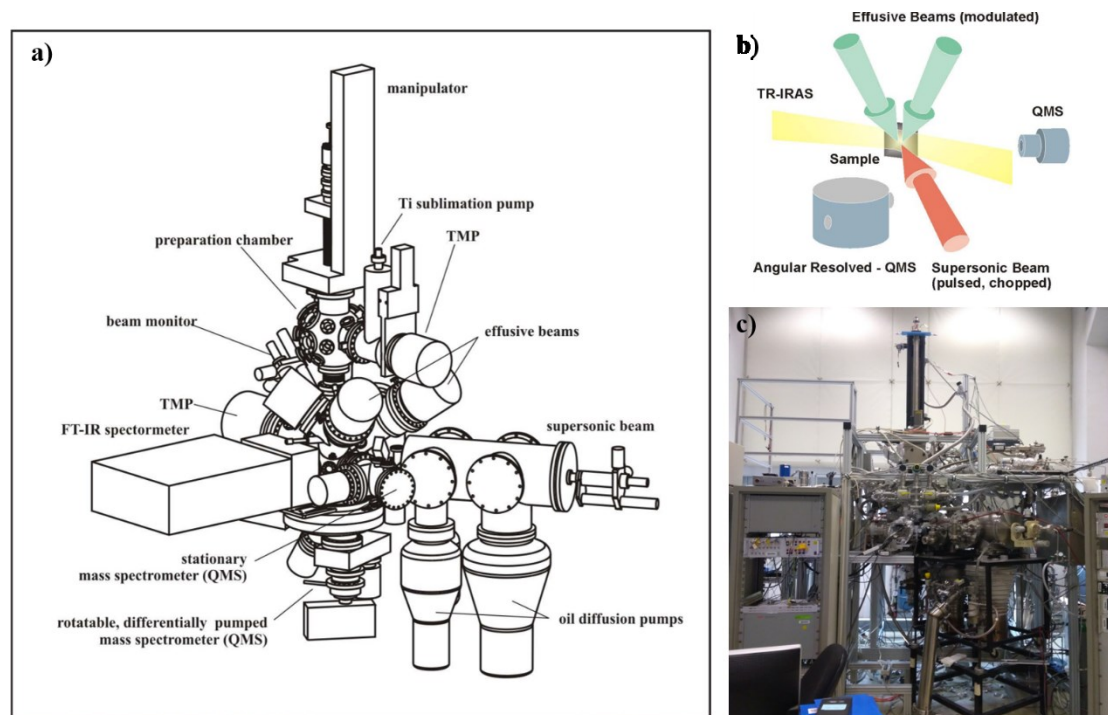 a)
manipulator
Ti sublimation pump
preparation chamber
TMP
beam monitor
effusive beams
TMP
FT-IR spectormeter
supersonic beam
stationary
mass spectrometer (QMS)
rotatable, differentially pumped
mass spectrometer (QMS)
oil diffusion pumps
b)
Effusive Beams (modulated)
TR-IRAS
QMS
Sample
Angular Resolved - QMS
Supersonic Beam
(pulsed, chopped)
c)